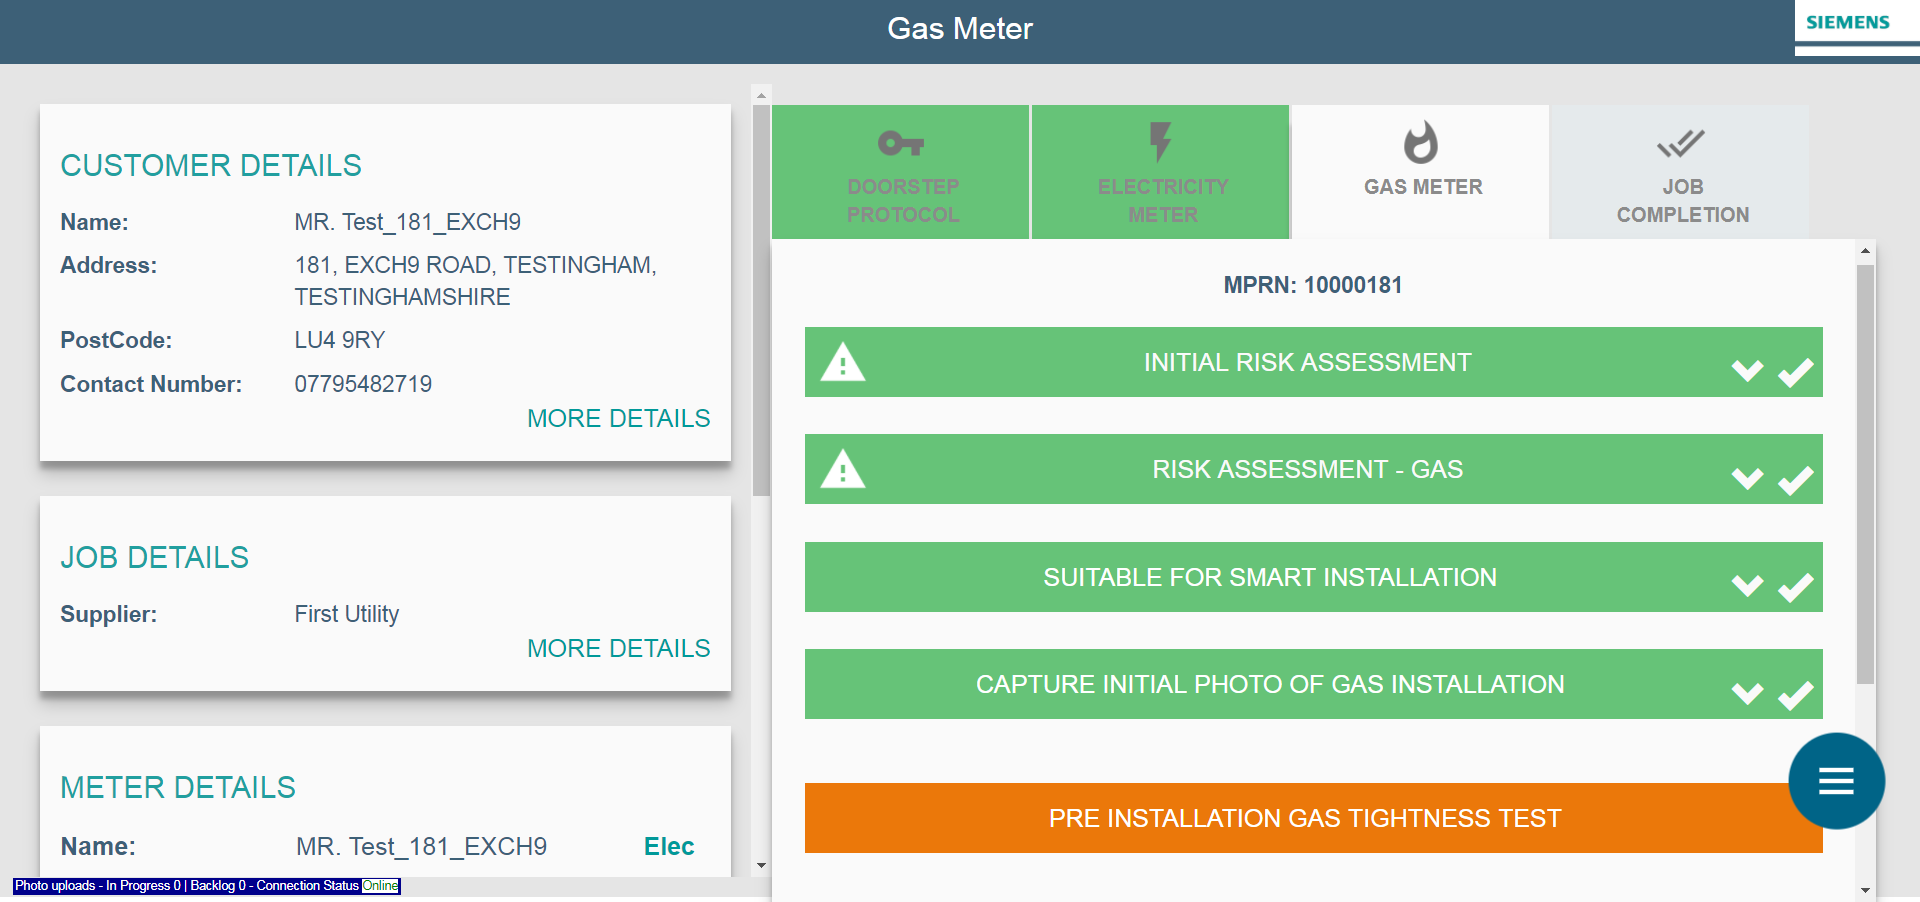 Gas Meter
SIEMENS
CUSTOMER DETAILS
Name: MR. Test_181_EXCH9
Address: 181, EXCH9 ROAD, TESTINGHAM,
TESTINGHAMSHIRE
PostCode: LU4 9RY
Contact Number: 07795482719
MORE DETAILS
JOB DETAILS
Supplier: First Utility
MORE DETAILS
METER DETAILS
Name: MR. Test_181_EXCH9 Elec
Photo uploads - In Progress 0 | Backlog 0 - Connection Status Online
DOORSTEP
PROTOCOL
ELECTRICITY
METER
GAS METER
JOB
COMPLETION
MPRN: 10000181
INITIAL RISK ASSESSMENT
RISK ASSESSMENT - GAS
SUITABLE FOR SMART INSTALLATION
CAPTURE INITIAL PHOTO OF GAS INSTALLATION
PRE INSTALLATION GAS TIGHTNESS TEST